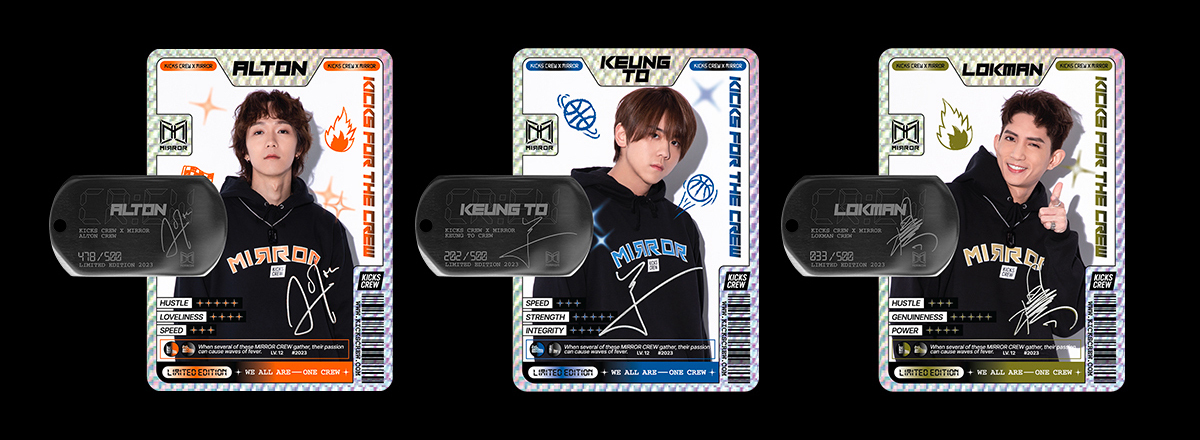 KICKS CREW X MIRROR
ALTON
KICKS CREW X MIRROR
KICKS FOR THE CREW
MIRROR
ALTON
KICKS CREW X MIRROR
ALTON CREW
478/500
LIMITED EDITION 2023
MIRROR
KICKS CREW
KICKS CREW
HUSTLE +++++
LOVELINESS ++++
SPEED +++
When several of these MIRROR CREW gather, their passion
can cause waves of fever. LV.12 #2023
WWW.KICKSCREW.COM
LIMITED EDITION
WE ALL ARE——ONE CREW
KICKS CREW X MIRROR
KEUNG
TO
KICKS CREW X MIRROR
KICKS FOR THE CREW
MIRROR
KEUNG TO
KICKS CREW X MIRROR
KEUNG TO CREW
202/500
LIMITED EDITION 2023
MIRROR
KICKS CREW
KICKS CREW
SPEED +++
STRENGTH +++++
INTEGRITY +++++
When several of these MIRROR CREW gather, their passion
can cause waves of fever. LV.12 #2023
WWW.KICKSCREW.COM
LIMITED EDITION
WE ALL ARE——ONE CREW
KICKS CREW X MIRROR
LOKMAN
KICKS CREW X MIRROR
KICKS FOR THE CREW
MIRROR
LOKMAN
KICKS CREW X MIRROR
LOKMAN CREW
033/500
LIMITED EDITION 2023
MIRROR
KICKS CREW
KICKS CREW
HUSTLE +++
GENUINENESS +++++
POWER ++++
When several of these MIRROR CREW gather, their passion
can cause waves of fever. LV.12 #2023
WWW.KICKSCREW.COM
LIMITED EDITION
WE ALL ARE——ONE CREW